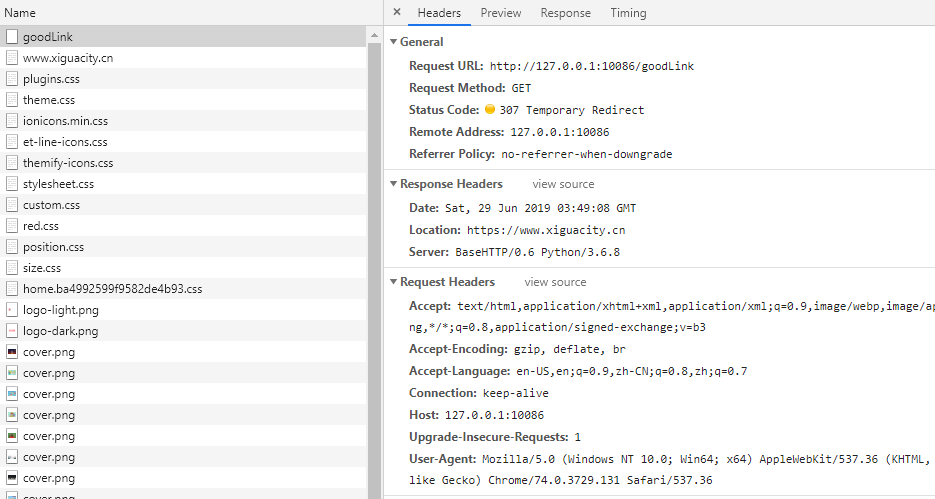 Name
goodLink
www.xiguacity.cn
plugins.css
theme.css
ionicons.min.css
et-line-icons.css
themify-icons.css
stylesheet.css
custom.css
red.css
position.css
size.css
home.ba4992599f9582de4b93.css
logo-light.png
logo-dark.png
cover.png
cover.png
cover.png
cover.png
cover.png
cover.png
cover.png
cover.png
× Headers Preview Response Timing
▼ General
Request URL: http://127.0.0.1:10086/goodLink
Request Method: GET
Status Code: 307 Temporary Redirect
Remote Address: 127.0.0.1:10086
Referrer Policy: no-referrer-when-downgrade
▼ Response Headers view source
Date: Sat, 29 Jun 2019 03:49:08 GMT
Location: https://www.xiguacity.cn
Server: BaseHTTP/0.6 Python/3.6.8
▼ Request Headers view source
Accept: text/html,application/xhtml+xml,application/xml;q=0.9,image/webp,image/ap
ng,*/*;q=0.8,application/signed-exchange;v=b3
Accept-Encoding: gzip, deflate, br
Accept-Language: en-US,en;q=0.9,zh-CN;q=0.8,zh;q=0.7
Connection: keep-alive
Host: 127.0.0.1:10086
Upgrade-Insecure-Requests: 1
User-Agent: Mozilla/5.0 (Windows NT 10.0; Win64; x64) AppleWebKit/537.36 (KHTML,
like Gecko) Chrome/74.0.3729.131 Safari/537.36